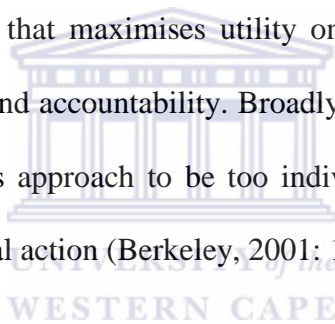 that maximises utility on
nd accountability. Broadly
s approach to be too indiv
al action (Berkeley, 2001: 1
UNIVERSITY of the
WESTERN CAPE